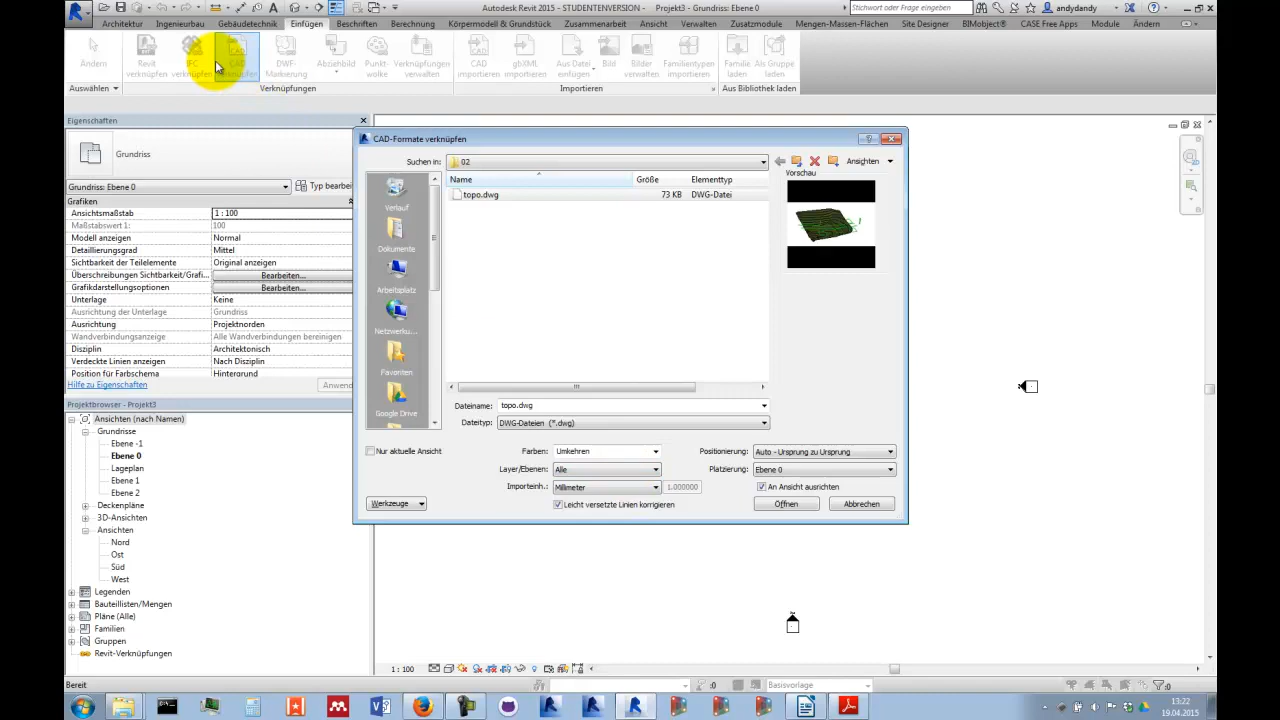 Autodesk Revit 2015 - STUDENTENVERSION - Projekt3 - Grundriss: Ebene 0
Stichwort oder Frage eingeben
andydandy
Architektur Ingenieurbau Gebäudetechnik Einfügen Beschriften Berechnung Körpermodell & Grundstück Zusammenarbeit Ansicht Verwalten Zusatzmodule Mengen-Massen-Flächen Site Designer BIMobject® CASE Free Apps Module Ändern
Ändern
Revit verknüpfen
IFC verknüpfen
CAD verknüpfen
DWF-Markierung
Abziehbild
Punkt-wolke
Verknüpfungen verwalten
CAD importieren
gbXML importieren
Aus Datei einfügen
Bild
Bilder verwalten
Familientypen importieren
Familie laden
Als Gruppe laden
Auswählen Verknüpfungen Importieren Aus Bibliothek laden
Eigenschaften
Grundriss
Grundriss: Ebene 0 Typ bearbei
Grafiken
Ansichtsmaßstab 1 : 100
Maßstabswert 1: 100
Modell anzeigen Normal
Detaillierungsgrad Mittel
Sichtbarkeit der Teilelemente Original anzeigen
Überschreibungen Sichtbarkeit/Grafi... Bearbeiten...
Grafikdarstellungsoptionen Bearbeiten...
Unterlage Keine
Ausrichtung der Unterlage Grundriss
Ausrichtung Projektnorden
Wandverbindungsanzeige Alle Wandverbindungen bereinigen
Disziplin Architektonisch
Verdeckte Linien anzeigen Nach Disziplin
Position für Farbschema Hintergrund
Hilfe zu Eigenschaften Anwend
Projektbrowser - Projekt3
Ansichten (nach Namen)
Grundrisse
Ebene -1
Ebene 0
Lageplan
Ebene 1
Ebene 2
Deckenpläne
3D-Ansichten
Ansichten
Nord
Ost
Süd
West
Legenden
Bauteillisten/Mengen
Pläne (Alle)
Familien
Gruppen
Revit-Verknüpfungen
CAD-Formate verknüpfen
Suchen in: 02 Ansichten
Name Größe Elementtyp
Vorschau
topo.dwg 73 KB DWG-Datei
Verlauf
Dokumente
Arbeitsplatz
Netzwerku...
Favoriten
Google Drive
Dateiname: topo.dwg
Dateityp: DWG-Dateien (*.dwg)
Nur aktuelle Ansicht Farben: Umkehren Positionierung: Auto - Ursprung zu Ursprung
Layer/Ebenen: Alle Platzierung: Ebene 0
Importeinh.: Millimeter 1.000000 An Ansicht ausrichten
Werkzeuge Leicht versetzte Linien korrigieren Öffnen Abbrechen
1 : 100
Bereit :0 Basisvorlage :0
13:22
19.04.2015